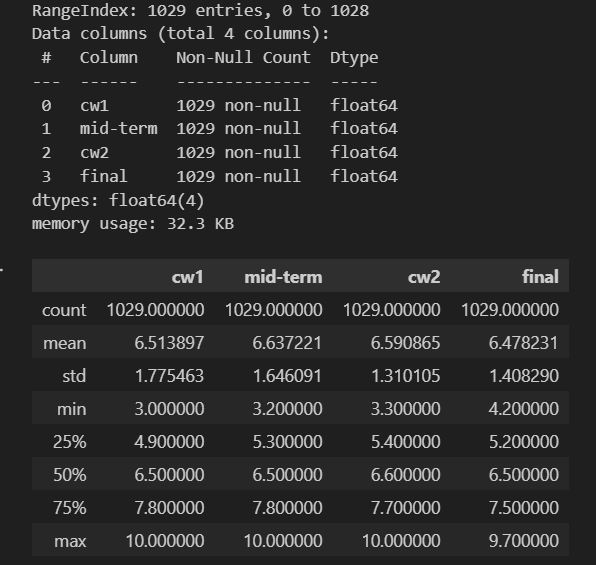 RangeIndex: 1029 entries, 0 to 1028
Data columns (total 4 columns):
#   Column    Non-Null Count  Dtype
---  ------    --------------  -----
0   cw1       1029 non-null   float64
1   mid-term  1029 non-null   float64
2   cw2       1029 non-null   float64
3   final     1029 non-null   float64
dtypes: float64(4)
memory usage: 32.3 KB
cw1 mid-term cw2 final
count 1029.000000 1029.000000 1029.000000 1029.000000
mean 6.513897 6.637221 6.590865 6.478231
std 1.775463 1.646091 1.310105 1.408290
min 3.000000 3.200000 3.300000 4.200000
25% 4.900000 5.300000 5.400000 5.200000
50% 6.500000 6.500000 6.600000 6.500000
75% 7.800000 7.800000 7.700000 7.500000
max 10.000000 10.000000 10.000000 9.700000